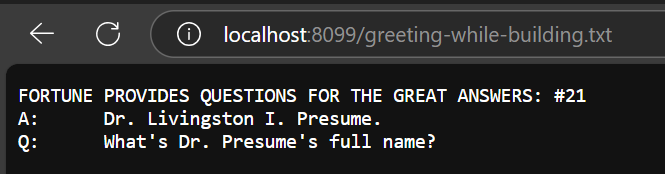 localhost:8099/greeting-while-building.txt
FORTUNE PROVIDES QUESTIONS FOR THE GREAT ANSWERS: #21
A:	Dr. Livingston I. Presume.
Q:	What's Dr. Presume's full name?